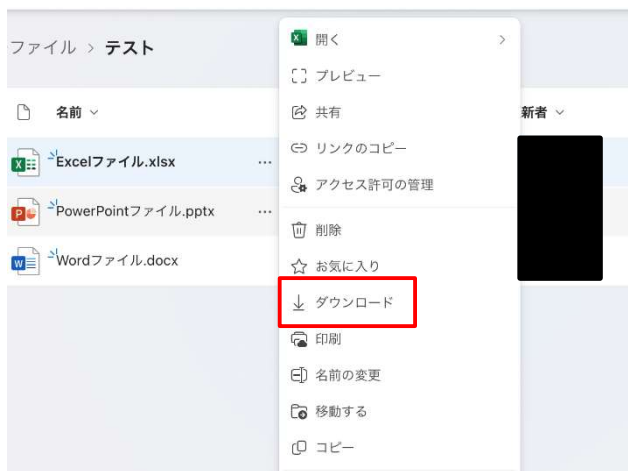 ファイル > テスト
名前
新者
Excelファイル.xlsx
PowerPointファイル.pptx
Wordファイル.docx
開く
プレビュー
共有
リンクのコピー
アクセス許可の管理
削除
お気に入り
ダウンロード
印刷
名前の変更
移動する
コピー